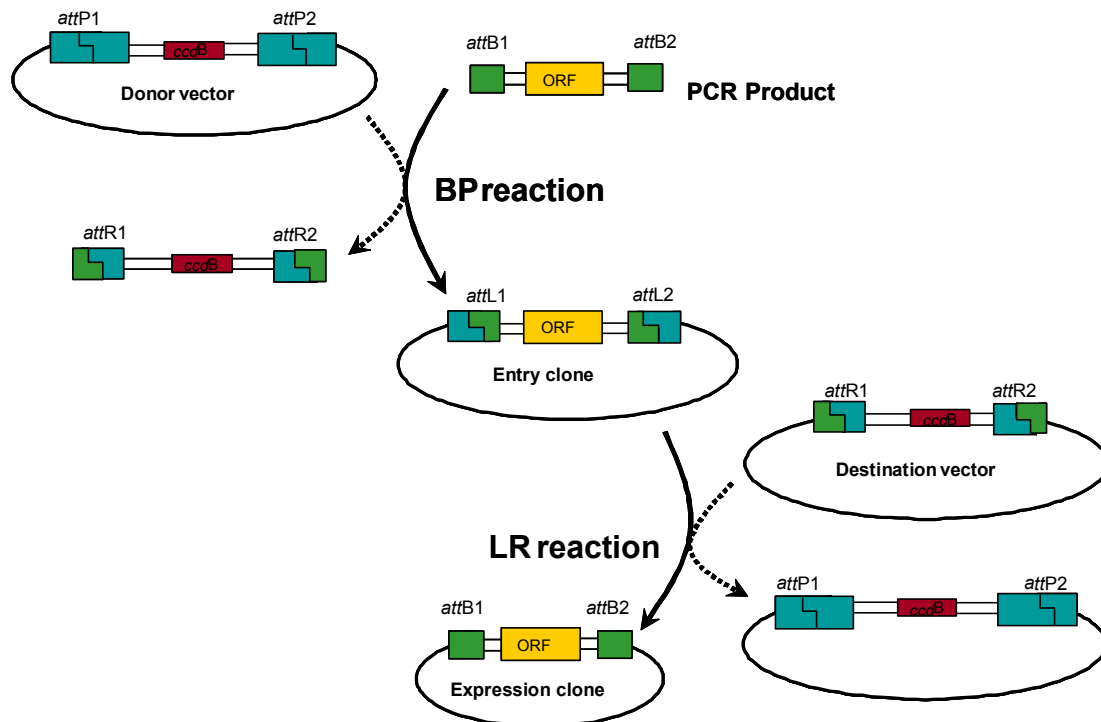 attP1 attP2
ccdB
Donor vector
attB1 attB2
ORF
PCR Product
BP reaction
attR1 attR2
ccdB
attL1 attL2
ORF
Entry clone
attR1 attR2
ccdB
Destination vector
LR reaction
attP1 attP2
ccdB
attB1 attB2
ORF
Expression clone